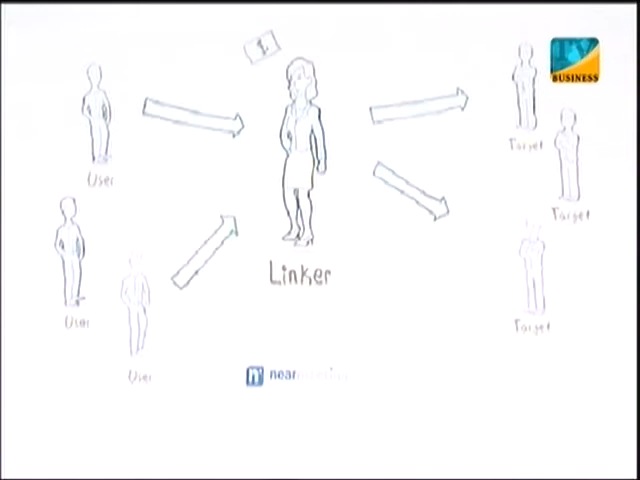 TV
BUSINESS
User
Target
Target
Linker
User
Target
User
near